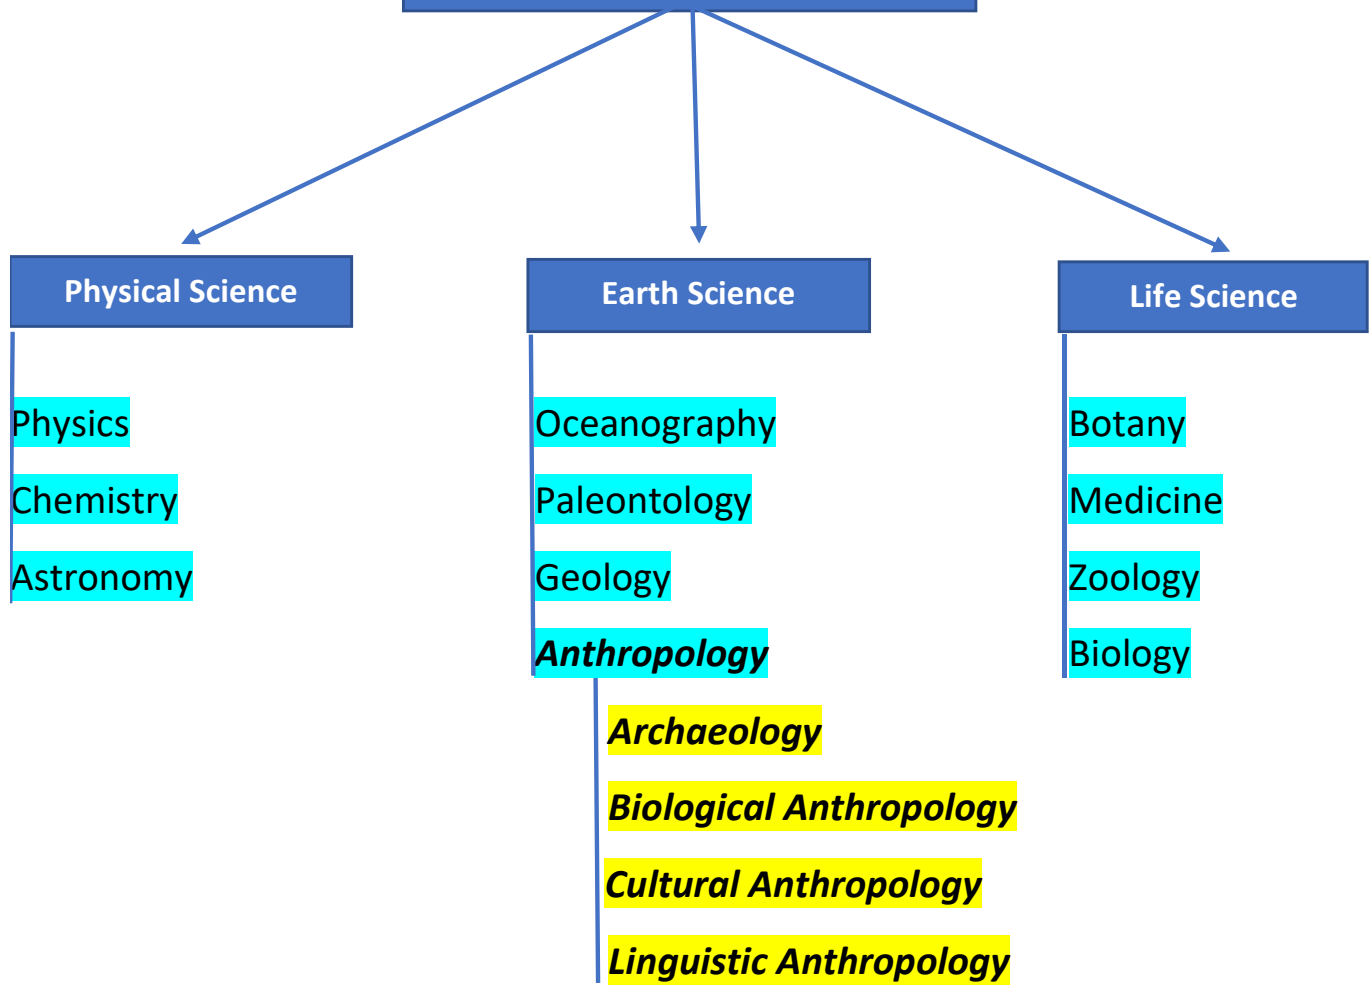 Physical Science
Physics
Chemistry
Astronomy
Earth Science
Oceanography
Paleontology
Geology
Anthropology
Archaeology
Biological Anthropology
Cultural Anthropology
Linguistic Anthropology
Life Science
Botany
Medicine
Zoology
Biology